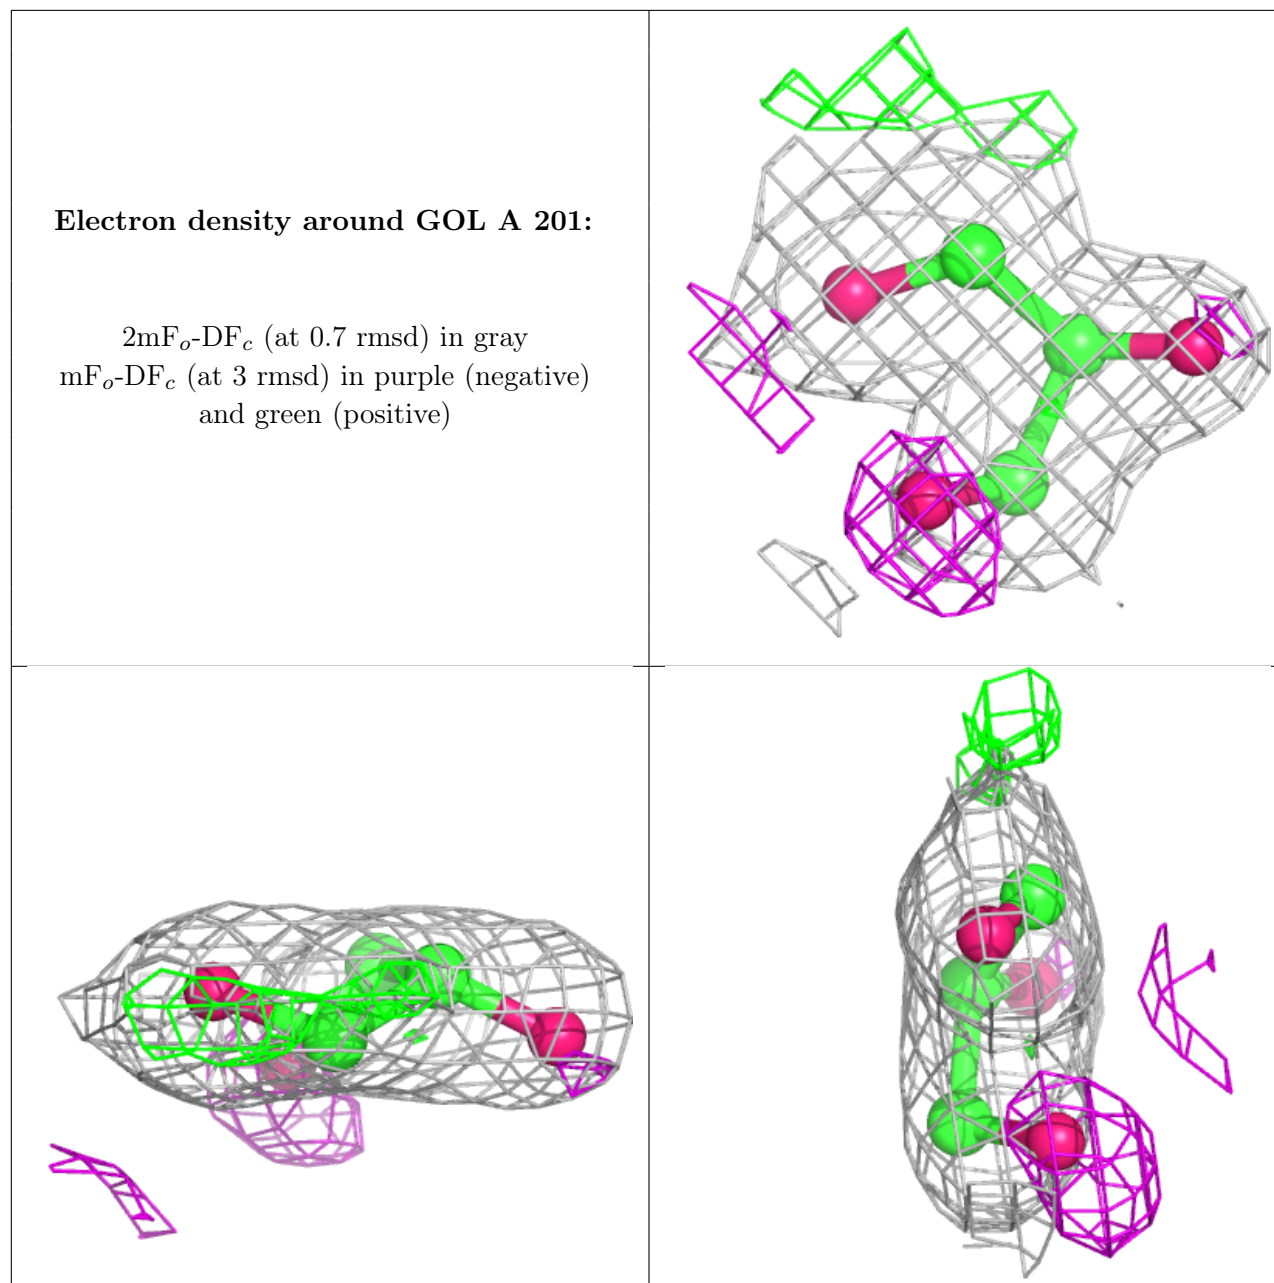 Electron density around GOL A 201:
2mFₒ-DF𝒸 (at 0.7 rmsd) in gray
mFₒ-DF𝒸 (at 3 rmsd) in purple (negative)
and green (positive)